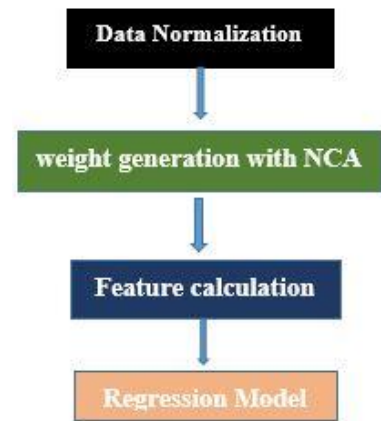 Data Normalization
weight generation with NCA
Feature calculation
Regression Model